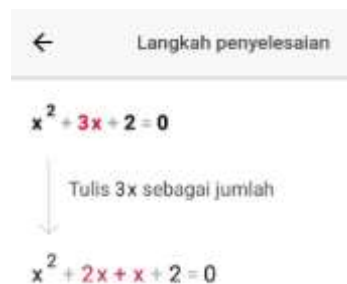 Langkah penyelesaian
x² + 3x + 2 = 0
Tulis 3x sebagai jumlah
x² + 2x + x + 2 = 0